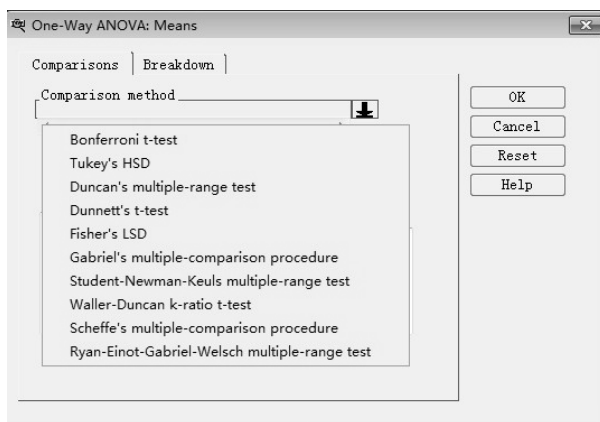 One-Way ANOVA: Means
Comparisons
Breakdown
Comparison method
Bonferroni t-test
Tukey's HSD
Duncan's multiple-range test
Dunnett's t-test
Fisher's LSD
Gabriel's multiple-comparison procedure
Student-Newman-Keuls multiple-range test
Waller-Duncan k-ratio t-test
Scheffe's multiple-comparison procedure
Ryan-Einot-Gabriel-Welsch multiple-range test
OK
Cancel
Reset
Help